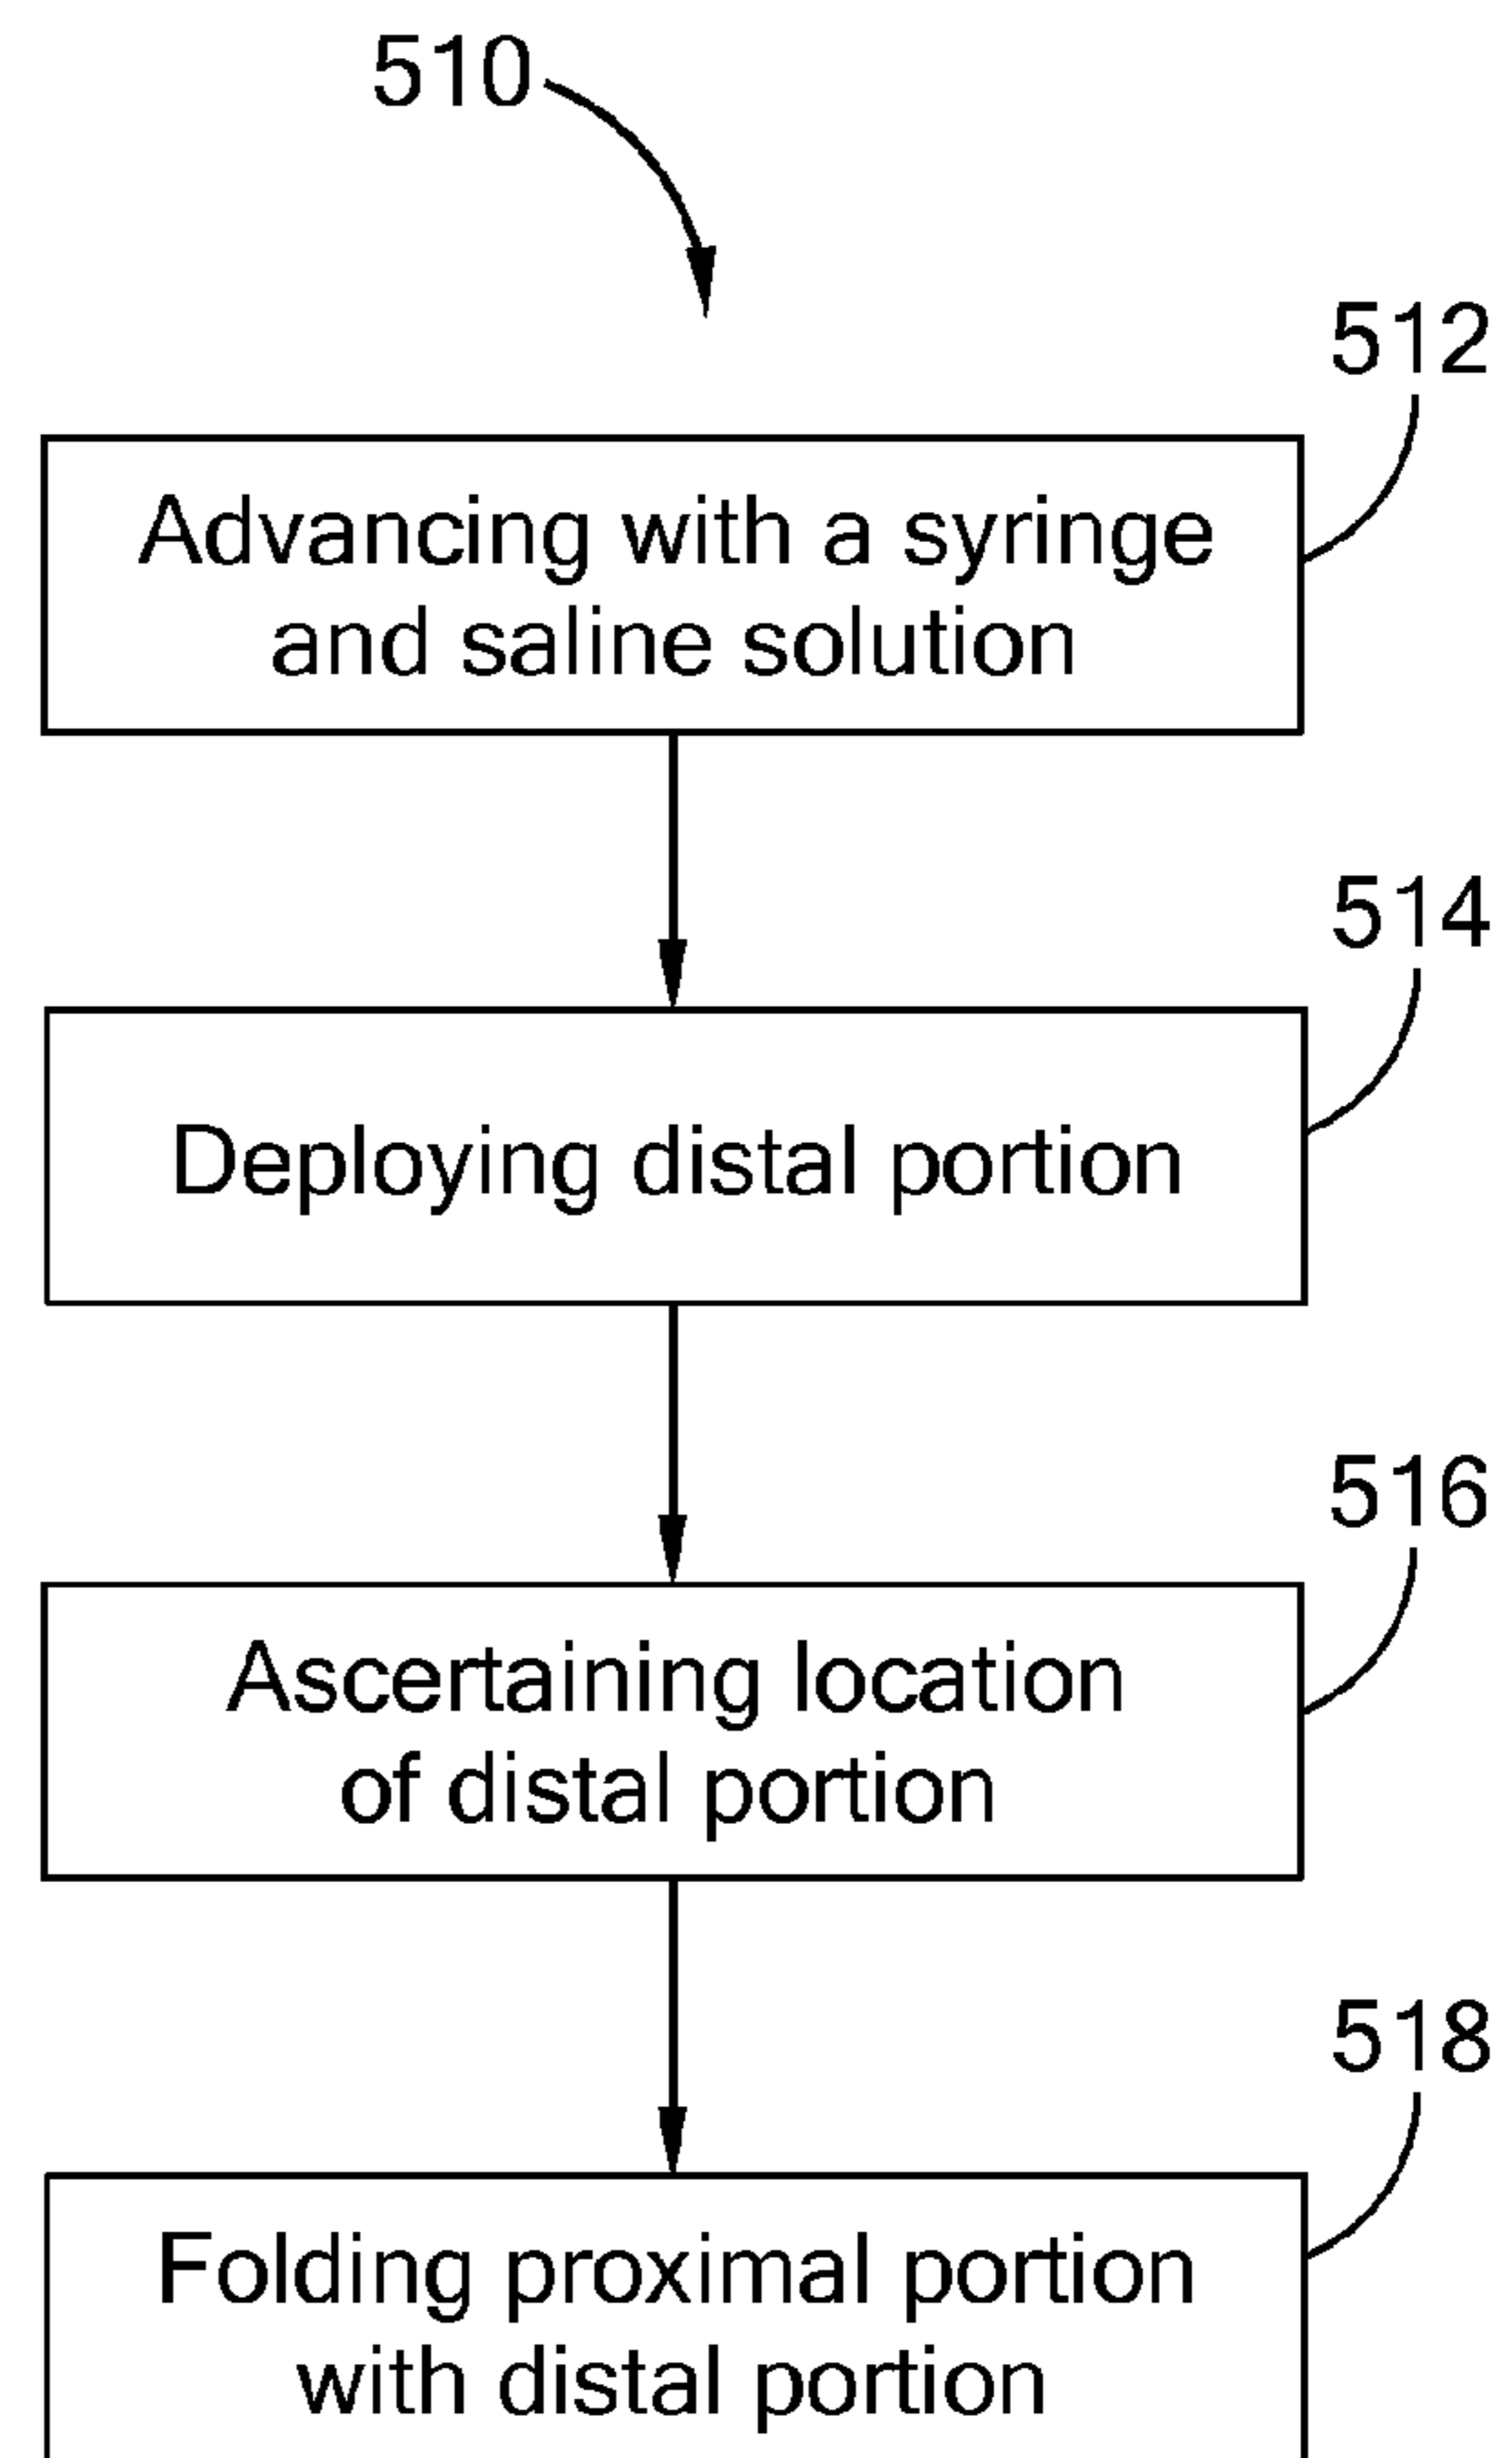 510
512
Advancing with a syringe
and saline solution
514
Deploying distal portion
516
Ascertaining location
of distal portion
518
Folding proximal portion
with distal portion